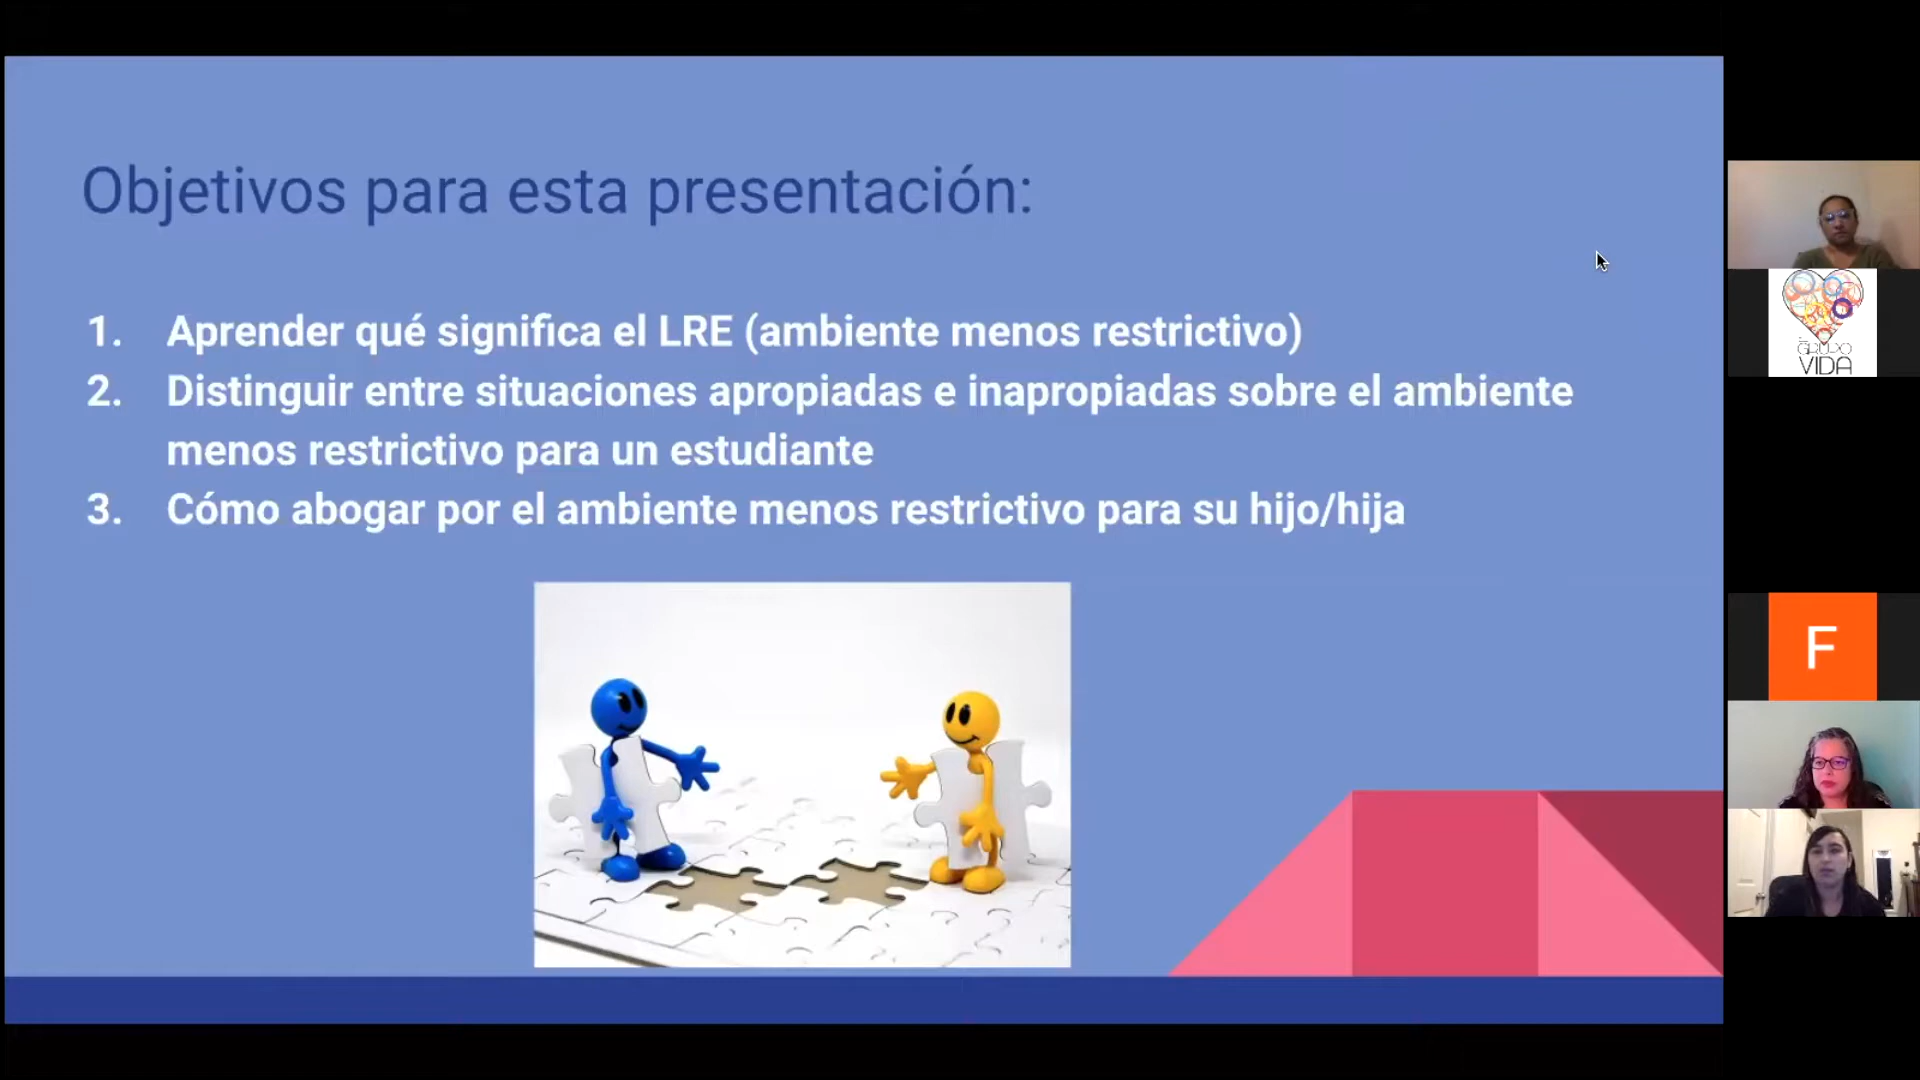 Objetivos para esta presentación:
1. Aprender qué significa el LRE (ambiente menos restrictivo)
2. Distinguir entre situaciones apropiadas e inapropiadas sobre el ambiente
menos restrictivo para un estudiante
3. Cómo abogar por el ambiente menos restrictivo para su hijo/hija
GRUPO
VIDA
F